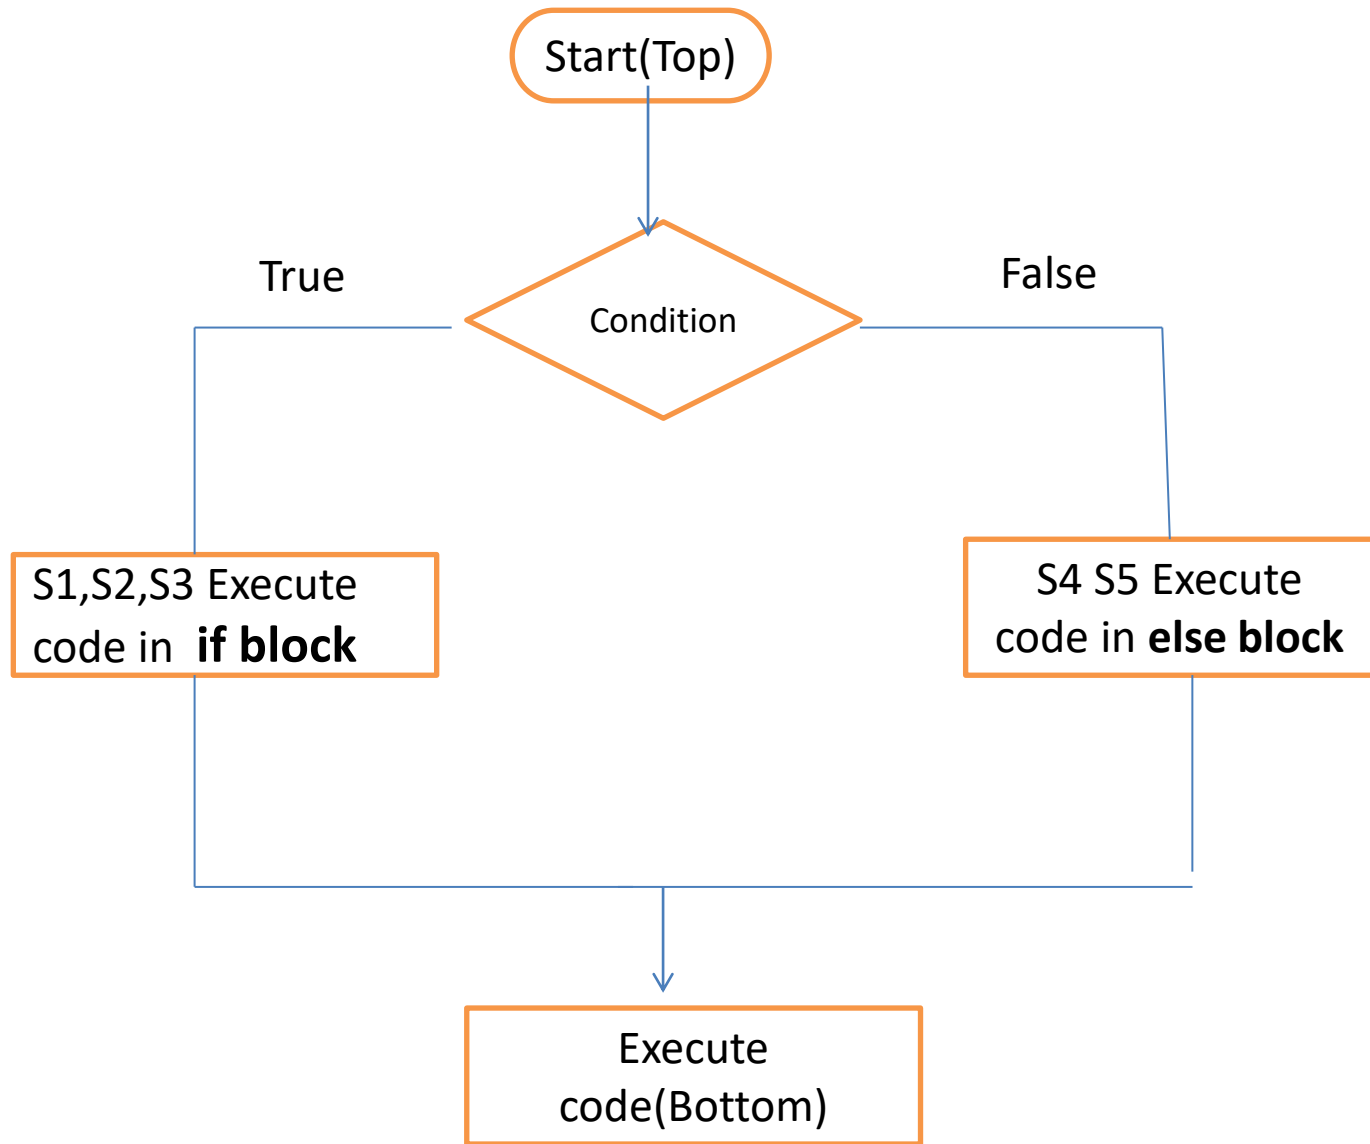 Start(Top)
True
False
Condition
S1,S2,S3 Execute
code in if block
S4 S5 Execute
code in else block
Execute
code(Bottom)